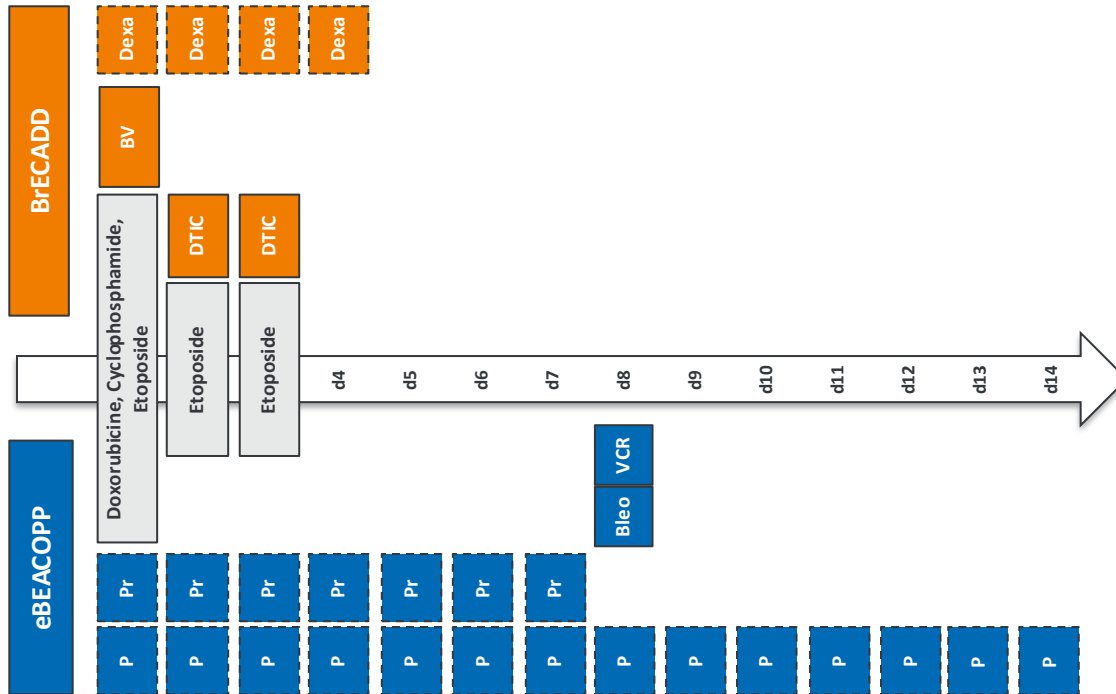 eBEACOPP
BrECADD
P
Pr
Doxorubicine, Cyclophosphamide,
Etoposide
BV
Dexa
P
Pr
Etoposide
DTIC
Dexa
P
Pr
Etoposide
DTIC
Dexa
P
Pr
d4
Dexa
P
Pr
d5
P
Pr
d6
P
Pr
d7
P
Bleo
VCR
d8
P
d9
P
d10
P
d11
P
d12
P
d13
P
d14